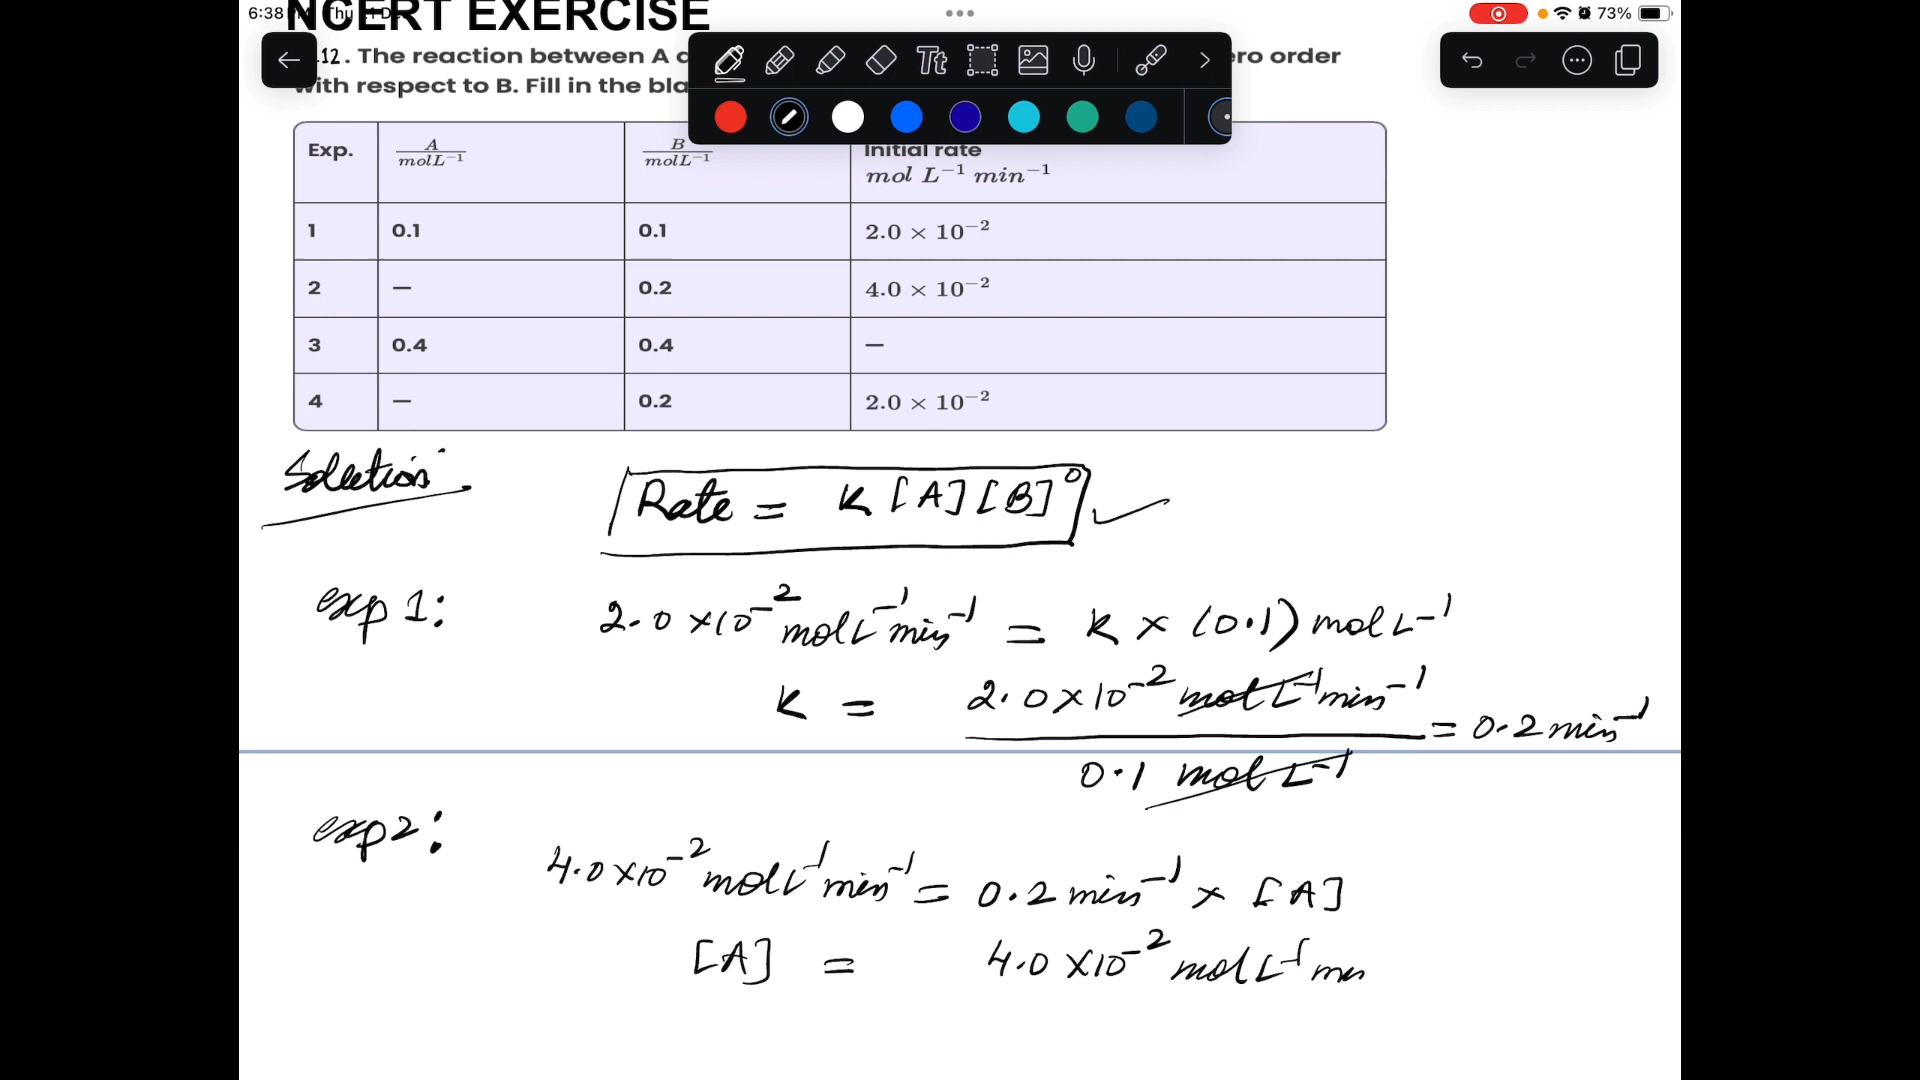 6:38
Thu
NCERT EXERCISE
73%
12. The reaction between A
ero order
with respect to B. Fill in the bla
Tt
Exp. A/molL⁻¹ B/molL⁻¹ Initial rate mol L⁻¹ min⁻¹
1 0.1 0.1 2.0 × 10⁻²
2 — 0.2 4.0 × 10⁻²
3 0.4 0.4 —
4 — 0.2 2.0 × 10⁻²
Solution:
Rate = K [A] [B]⁰
exp 1: 2.0 × 10⁻² mol L⁻¹ min⁻¹ = K × (0.1) mol L⁻¹
K = 2.0 × 10⁻² mol L⁻¹ min⁻¹ / 0.1 mol L⁻¹ = 0.2 min⁻¹
exp 2:
4.0 × 10⁻² mol L⁻¹ min⁻¹ = 0.2 min⁻¹ × [A]
[A] = 4.0 × 10⁻² mol L⁻¹ min